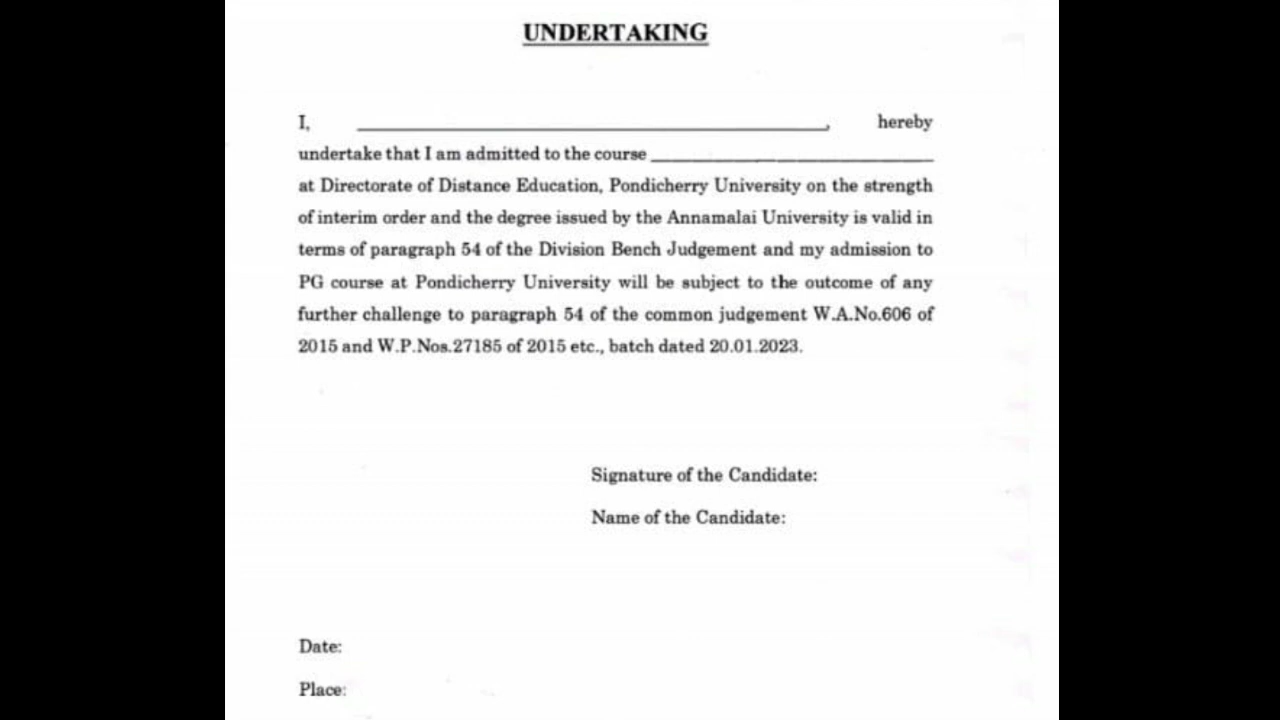 UNDERTAKING
I, ________________________, hereby
undertake that I am admitted to the course ________________
at Directorate of Distance Education, Pondicherry University on the strength
of interim order and the degree issued by the Annamalai University is valid in
terms of paragraph 54 of the Division Bench Judgement and my admission to
PG course at Pondicherry University will be subject to the outcome of any
further challenge to paragraph 54 of the common judgement W.A.No.606 of
2015 and W.P.Nos.27185 of 2015 etc., batch dated 20.01.2023.
Signature of the Candidate:
Name of the Candidate:
Date:
Place: